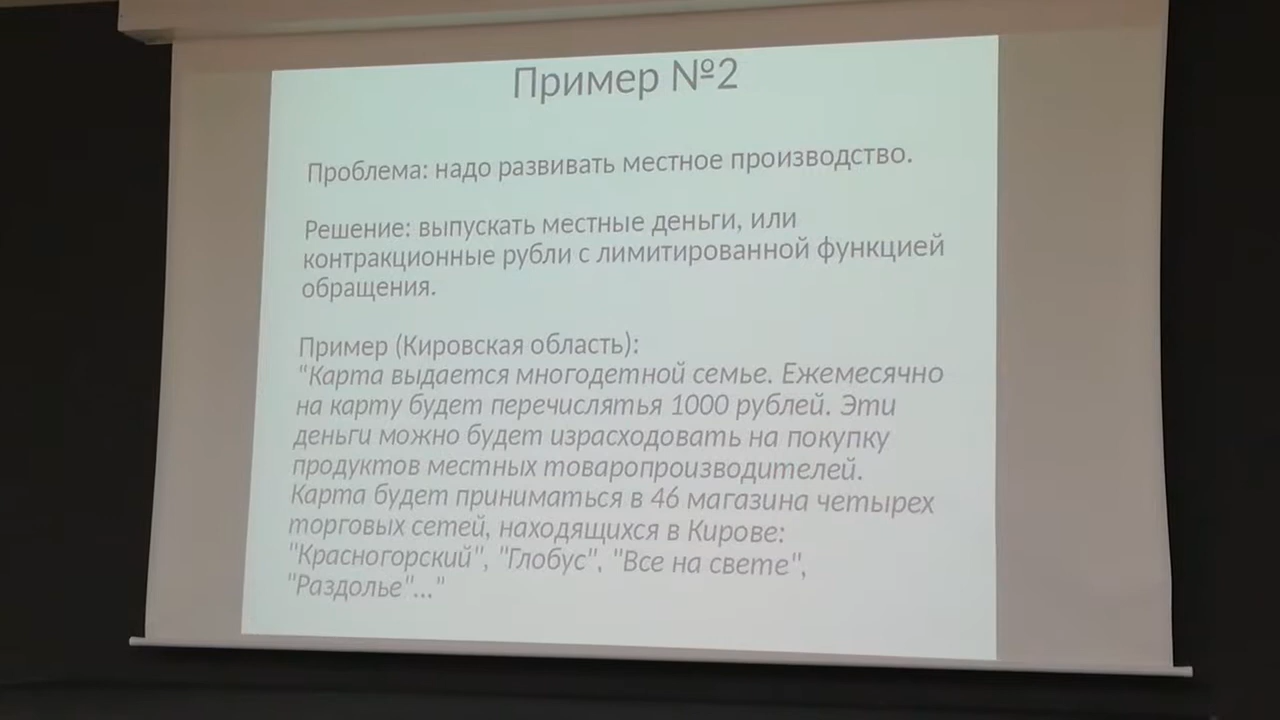 Пример №2
Проблема: надо развивать местное производство.
Решение: выпускать местные деньги, или
контракционные рубли с лимитированной функцией
обращения.
Пример (Кировская область):
"Карта выдается многодетной семье. Ежемесячно
на карту будет перечислятья 1000 рублей. Эти
деньги можно будет израсходовать на покупку
продуктов местных товаропроизводителей.
Карта будет приниматься в 46 магазина четырех
торговых сетей, находящихся в Кирове:
"Красногорский", "Глобус", "Все на свете",
"Раздолье"..."